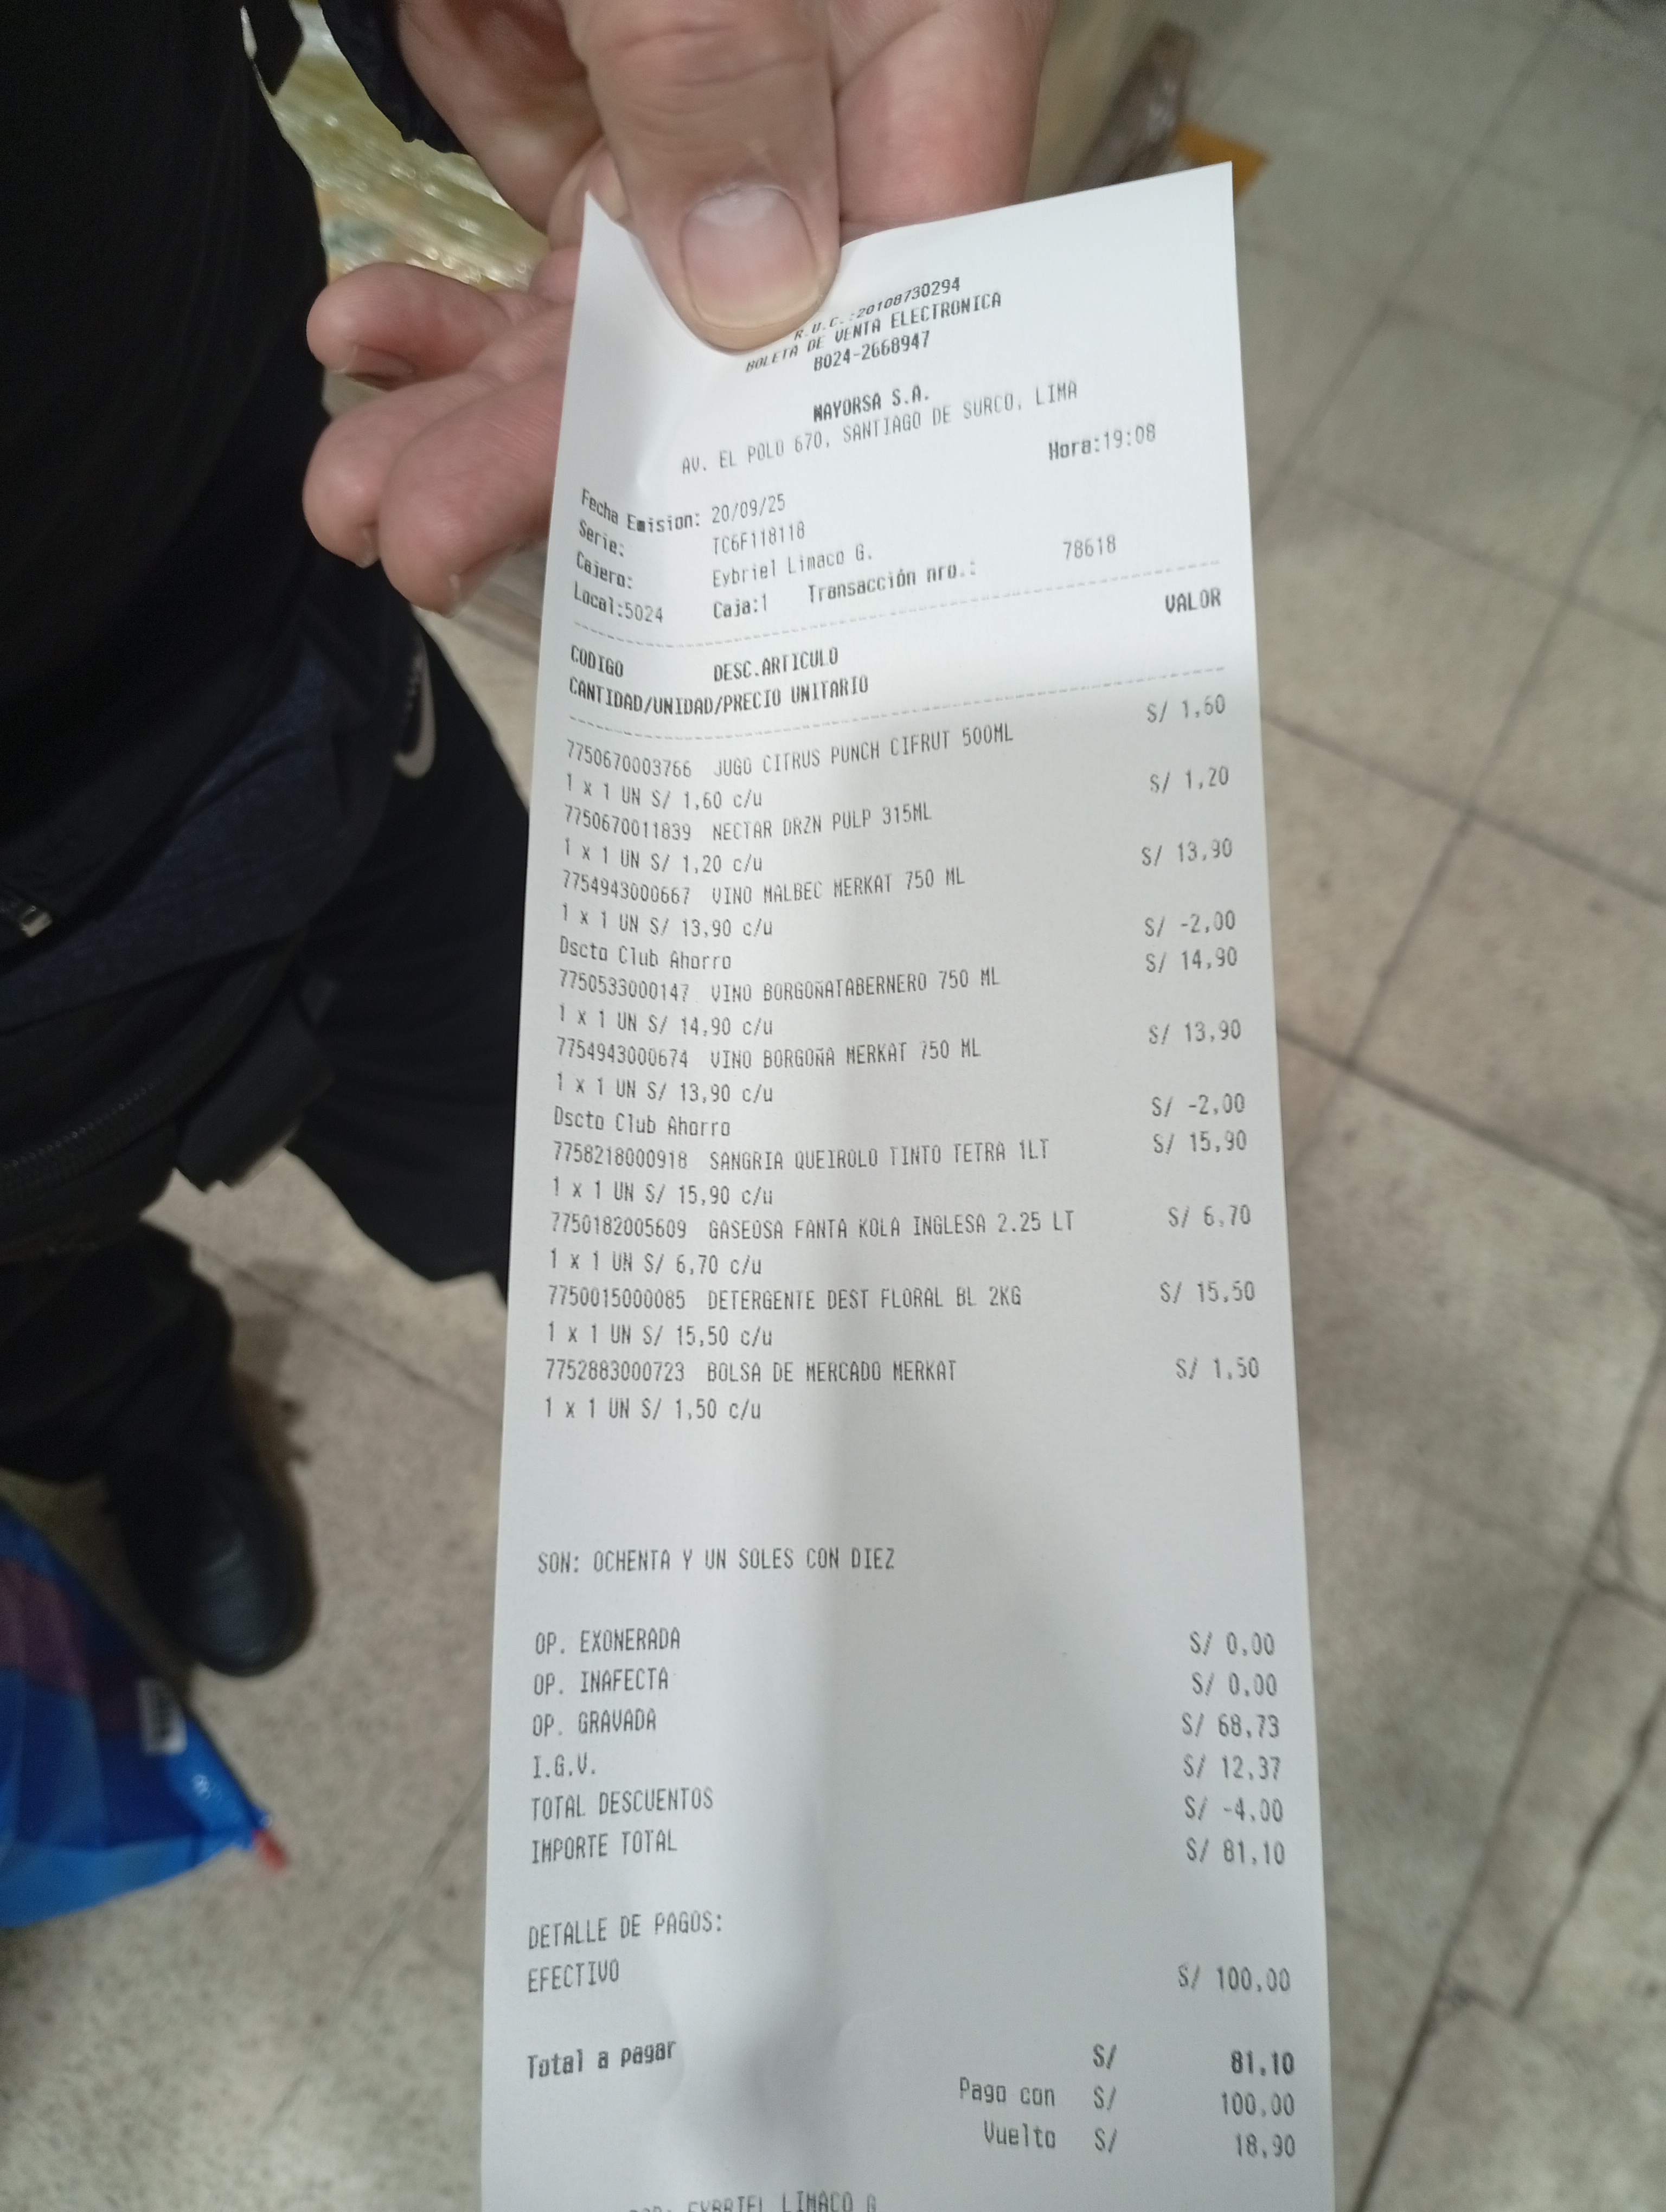 R.U.C.:20108730294
BOLETA DE VENTA ELECTRONICA
B024-2668947
MAYORSA S.A.
AV. EL POLO 670, SANTIAGO DE SURCO, LIMA
Fecha Emision: 20/09/25 Hora:19:08
Serie: TC6F118118
Cajero: Eybriel Limaco G.
Local:5024 Caja:1 Transacción nro.: 78618
CODIGO DESC.ARTICULO VALOR
CANTIDAD/UNIDAD/PRECIO UNITARIO
7750670003766 JUGO CITRUS PUNCH CIFRUT 500ML S/ 1,60
1 x 1 UN S/ 1,60 c/u
7750670011839 NECTAR DRZN PULP 315ML S/ 1,20
1 x 1 UN S/ 1,20 c/u
7754943000667 VINO MALBEC MERKAT 750 ML S/ 13,90
1 x 1 UN S/ 13,90 c/u
Dscto Club Ahorro S/ -2,00
7750533000147 VINO BORGOÑATABERNERO 750 ML S/ 14,90
1 x 1 UN S/ 14,90 c/u
7754943000674 VINO BORGOÑA MERKAT 750 ML S/ 13,90
1 x 1 UN S/ 13,90 c/u
Dscto Club Ahorro S/ -2,00
7758218000918 SANGRIA QUEIROLO TINTO TETRA 1LT S/ 15,90
1 x 1 UN S/ 15,90 c/u
7750182005609 GASEOSA FANTA KOLA INGLESA 2.25 LT S/ 6,70
1 x 1 UN S/ 6,70 c/u
7750015000085 DETERGENTE DEST FLORAL BL 2KG S/ 15,50
1 x 1 UN S/ 15,50 c/u
7752883000723 BOLSA DE MERCADO MERKAT S/ 1,50
1 x 1 UN S/ 1,50 c/u
SON: OCHENTA Y UN SOLES CON DIEZ
OP. EXONERADA S/ 0,00
OP. INAFECTA S/ 0,00
OP. GRAVADA S/ 68,73
I.G.V. S/ 12,37
TOTAL DESCUENTOS S/ -4,00
IMPORTE TOTAL S/ 81,10
DETALLE DE PAGOS:
EFECTIVO S/ 100,00
Total a pagar S/ 81,10
Pago con S/ 100,00
Vuelto S/ 18,90
EYBRIEL LIMACO G